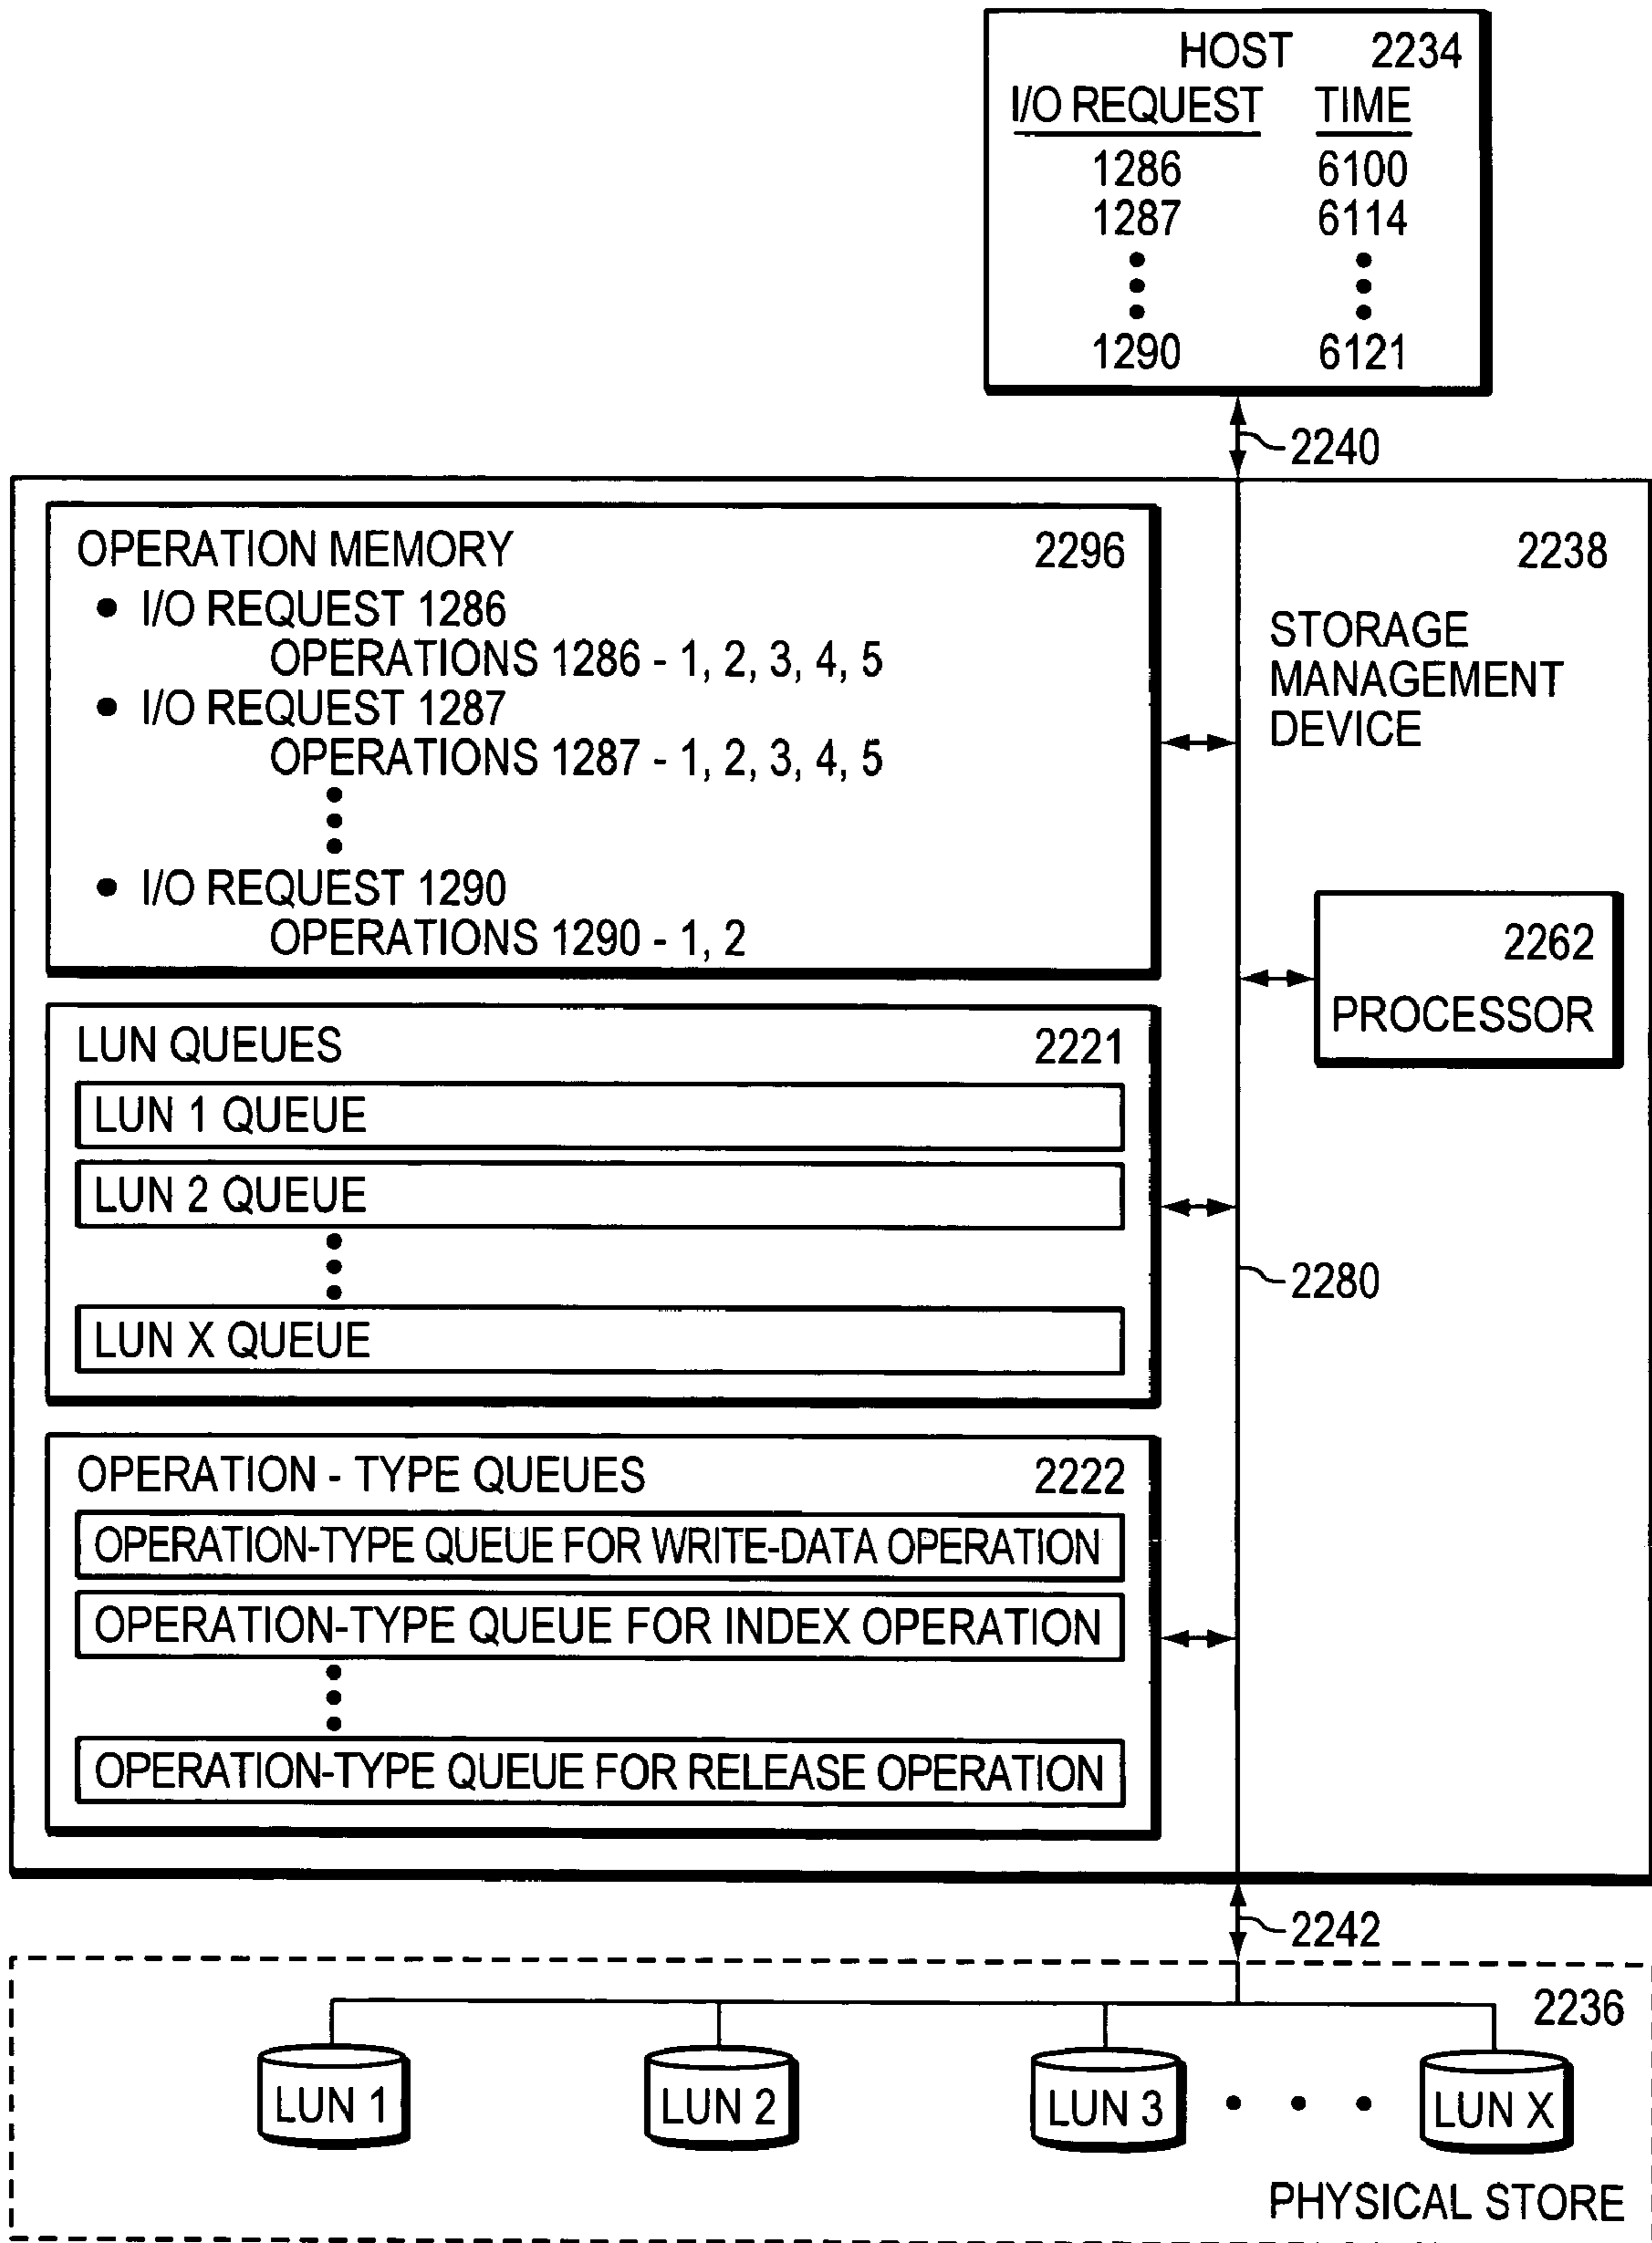 HOST 2234
I/O REQUEST TIME
1286 6100
1287 6114
1290 6121
2240
OPERATION MEMORY 2296
• I/O REQUEST 1286
OPERATIONS 1286 - 1, 2, 3, 4, 5
• I/O REQUEST 1287
OPERATIONS 1287 - 1, 2, 3, 4, 5
• I/O REQUEST 1290
OPERATIONS 1290 - 1, 2
2238
STORAGE
MANAGEMENT
DEVICE
2262
PROCESSOR
LUN QUEUES 2221
LUN 1 QUEUE
LUN 2 QUEUE
LUN X QUEUE
2280
OPERATION - TYPE QUEUES 2222
OPERATION-TYPE QUEUE FOR WRITE-DATA OPERATION
OPERATION-TYPE QUEUE FOR INDEX OPERATION
OPERATION-TYPE QUEUE FOR RELEASE OPERATION
2242
2236
LUN 1 LUN 2 LUN 3 LUN X
PHYSICAL STORE